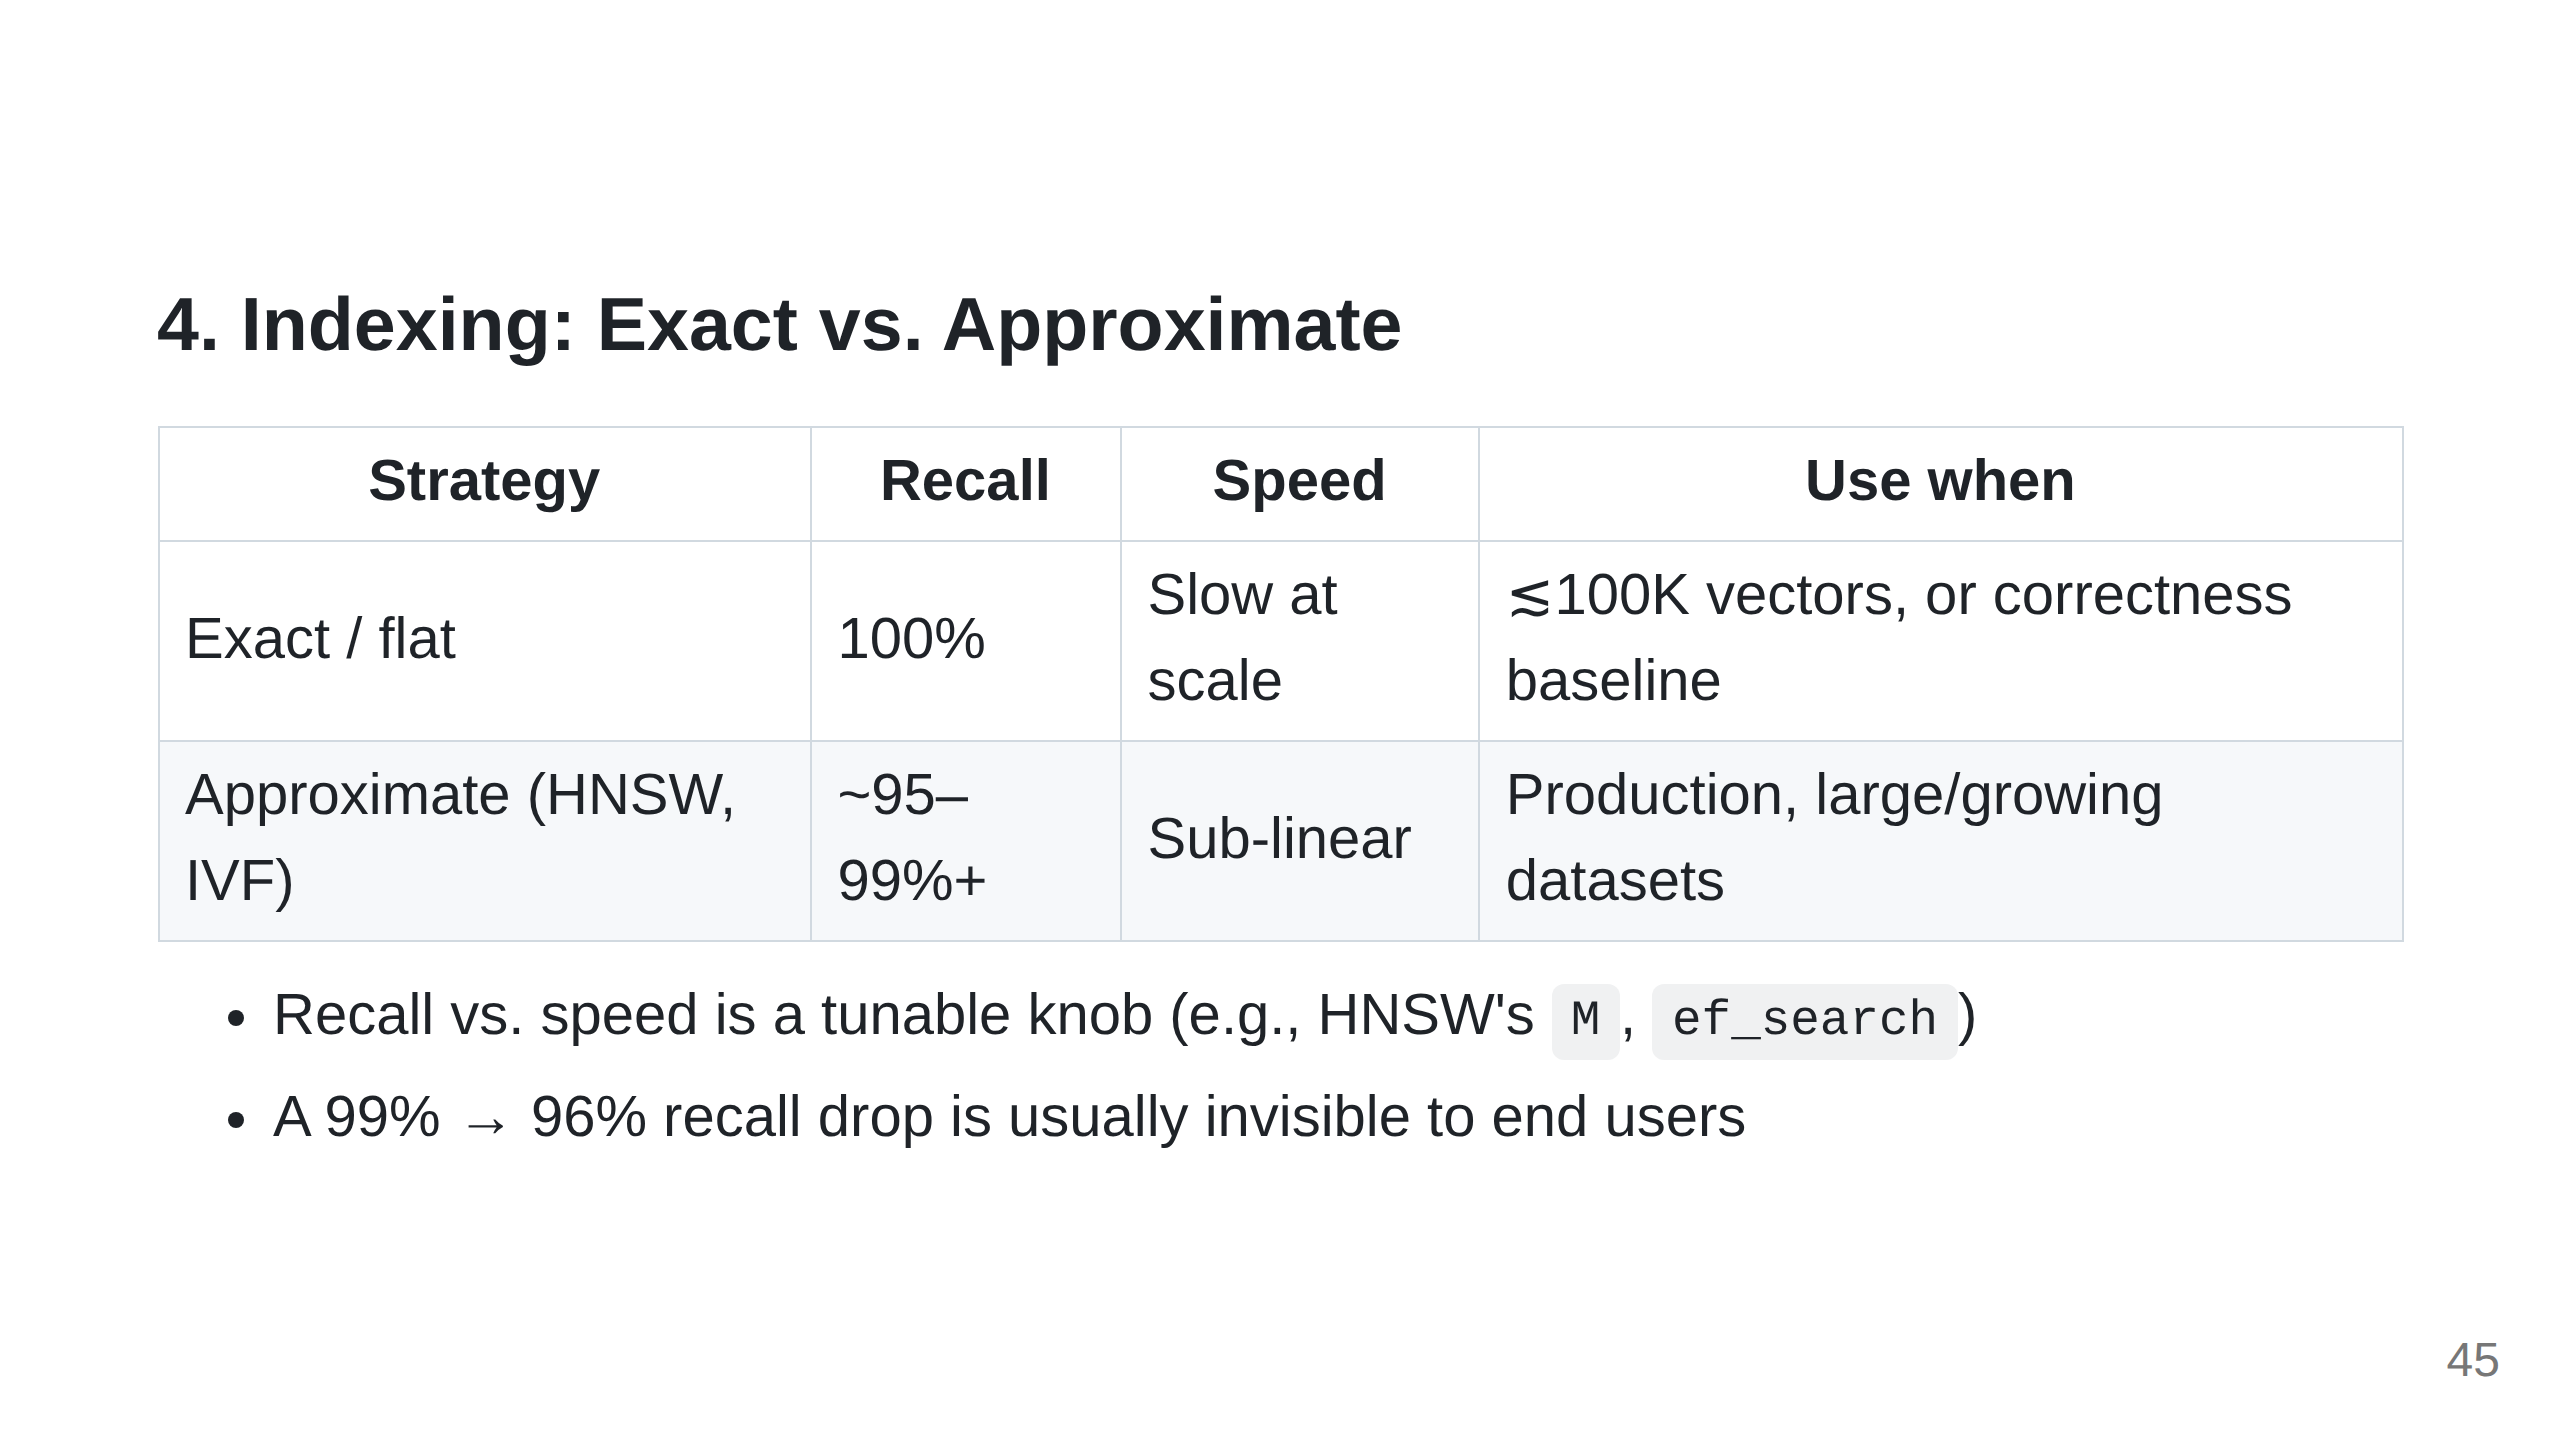 4. Indexing: Exact vs. Approximate
Strategy Recall Speed Use when
Exact / flat 100% Slow at scale ≲100K vectors, or correctness baseline
Approximate (HNSW, IVF) ~95–99%+ Sub-linear Production, large/growing datasets
• Recall vs. speed is a tunable knob (e.g., HNSW's M, ef_search)
• A 99% → 96% recall drop is usually invisible to end users
45